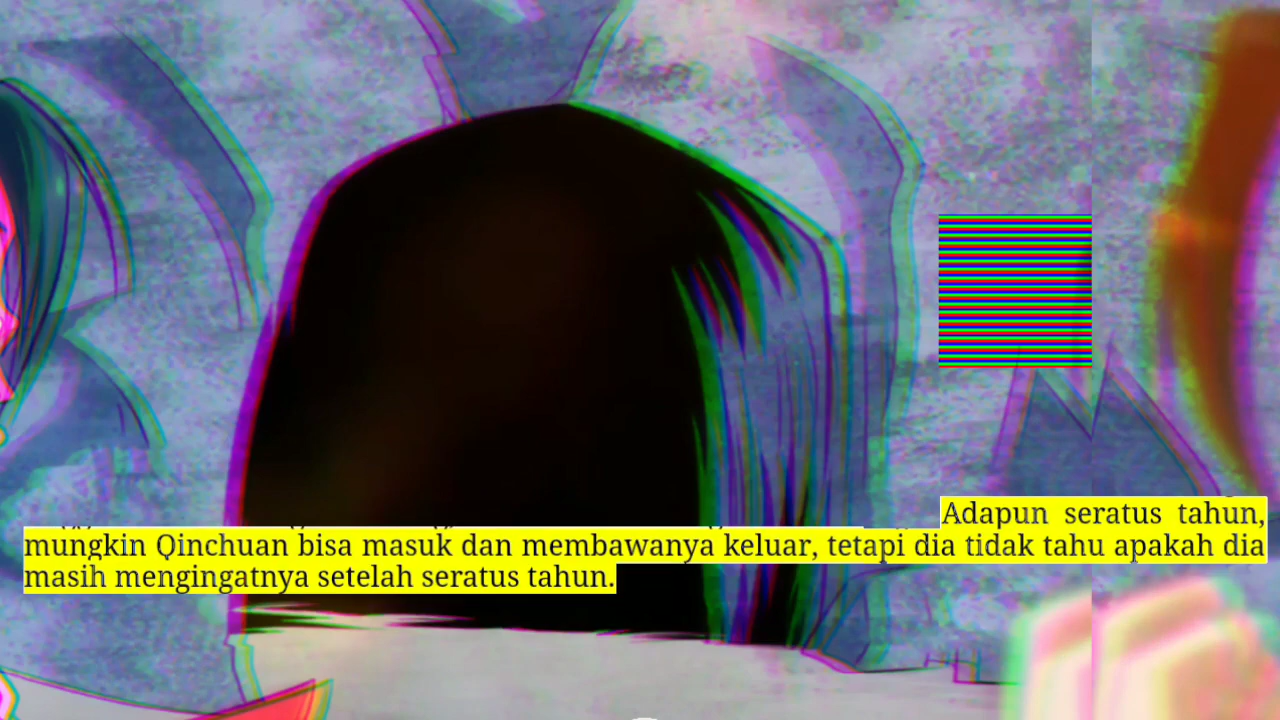 Adapun seratus tahun,
mungkin Qinchuan bisa masuk dan membawanya keluar, tetapi dia tidak tahu apakah dia
masih mengingatnya setelah seratus tahun.